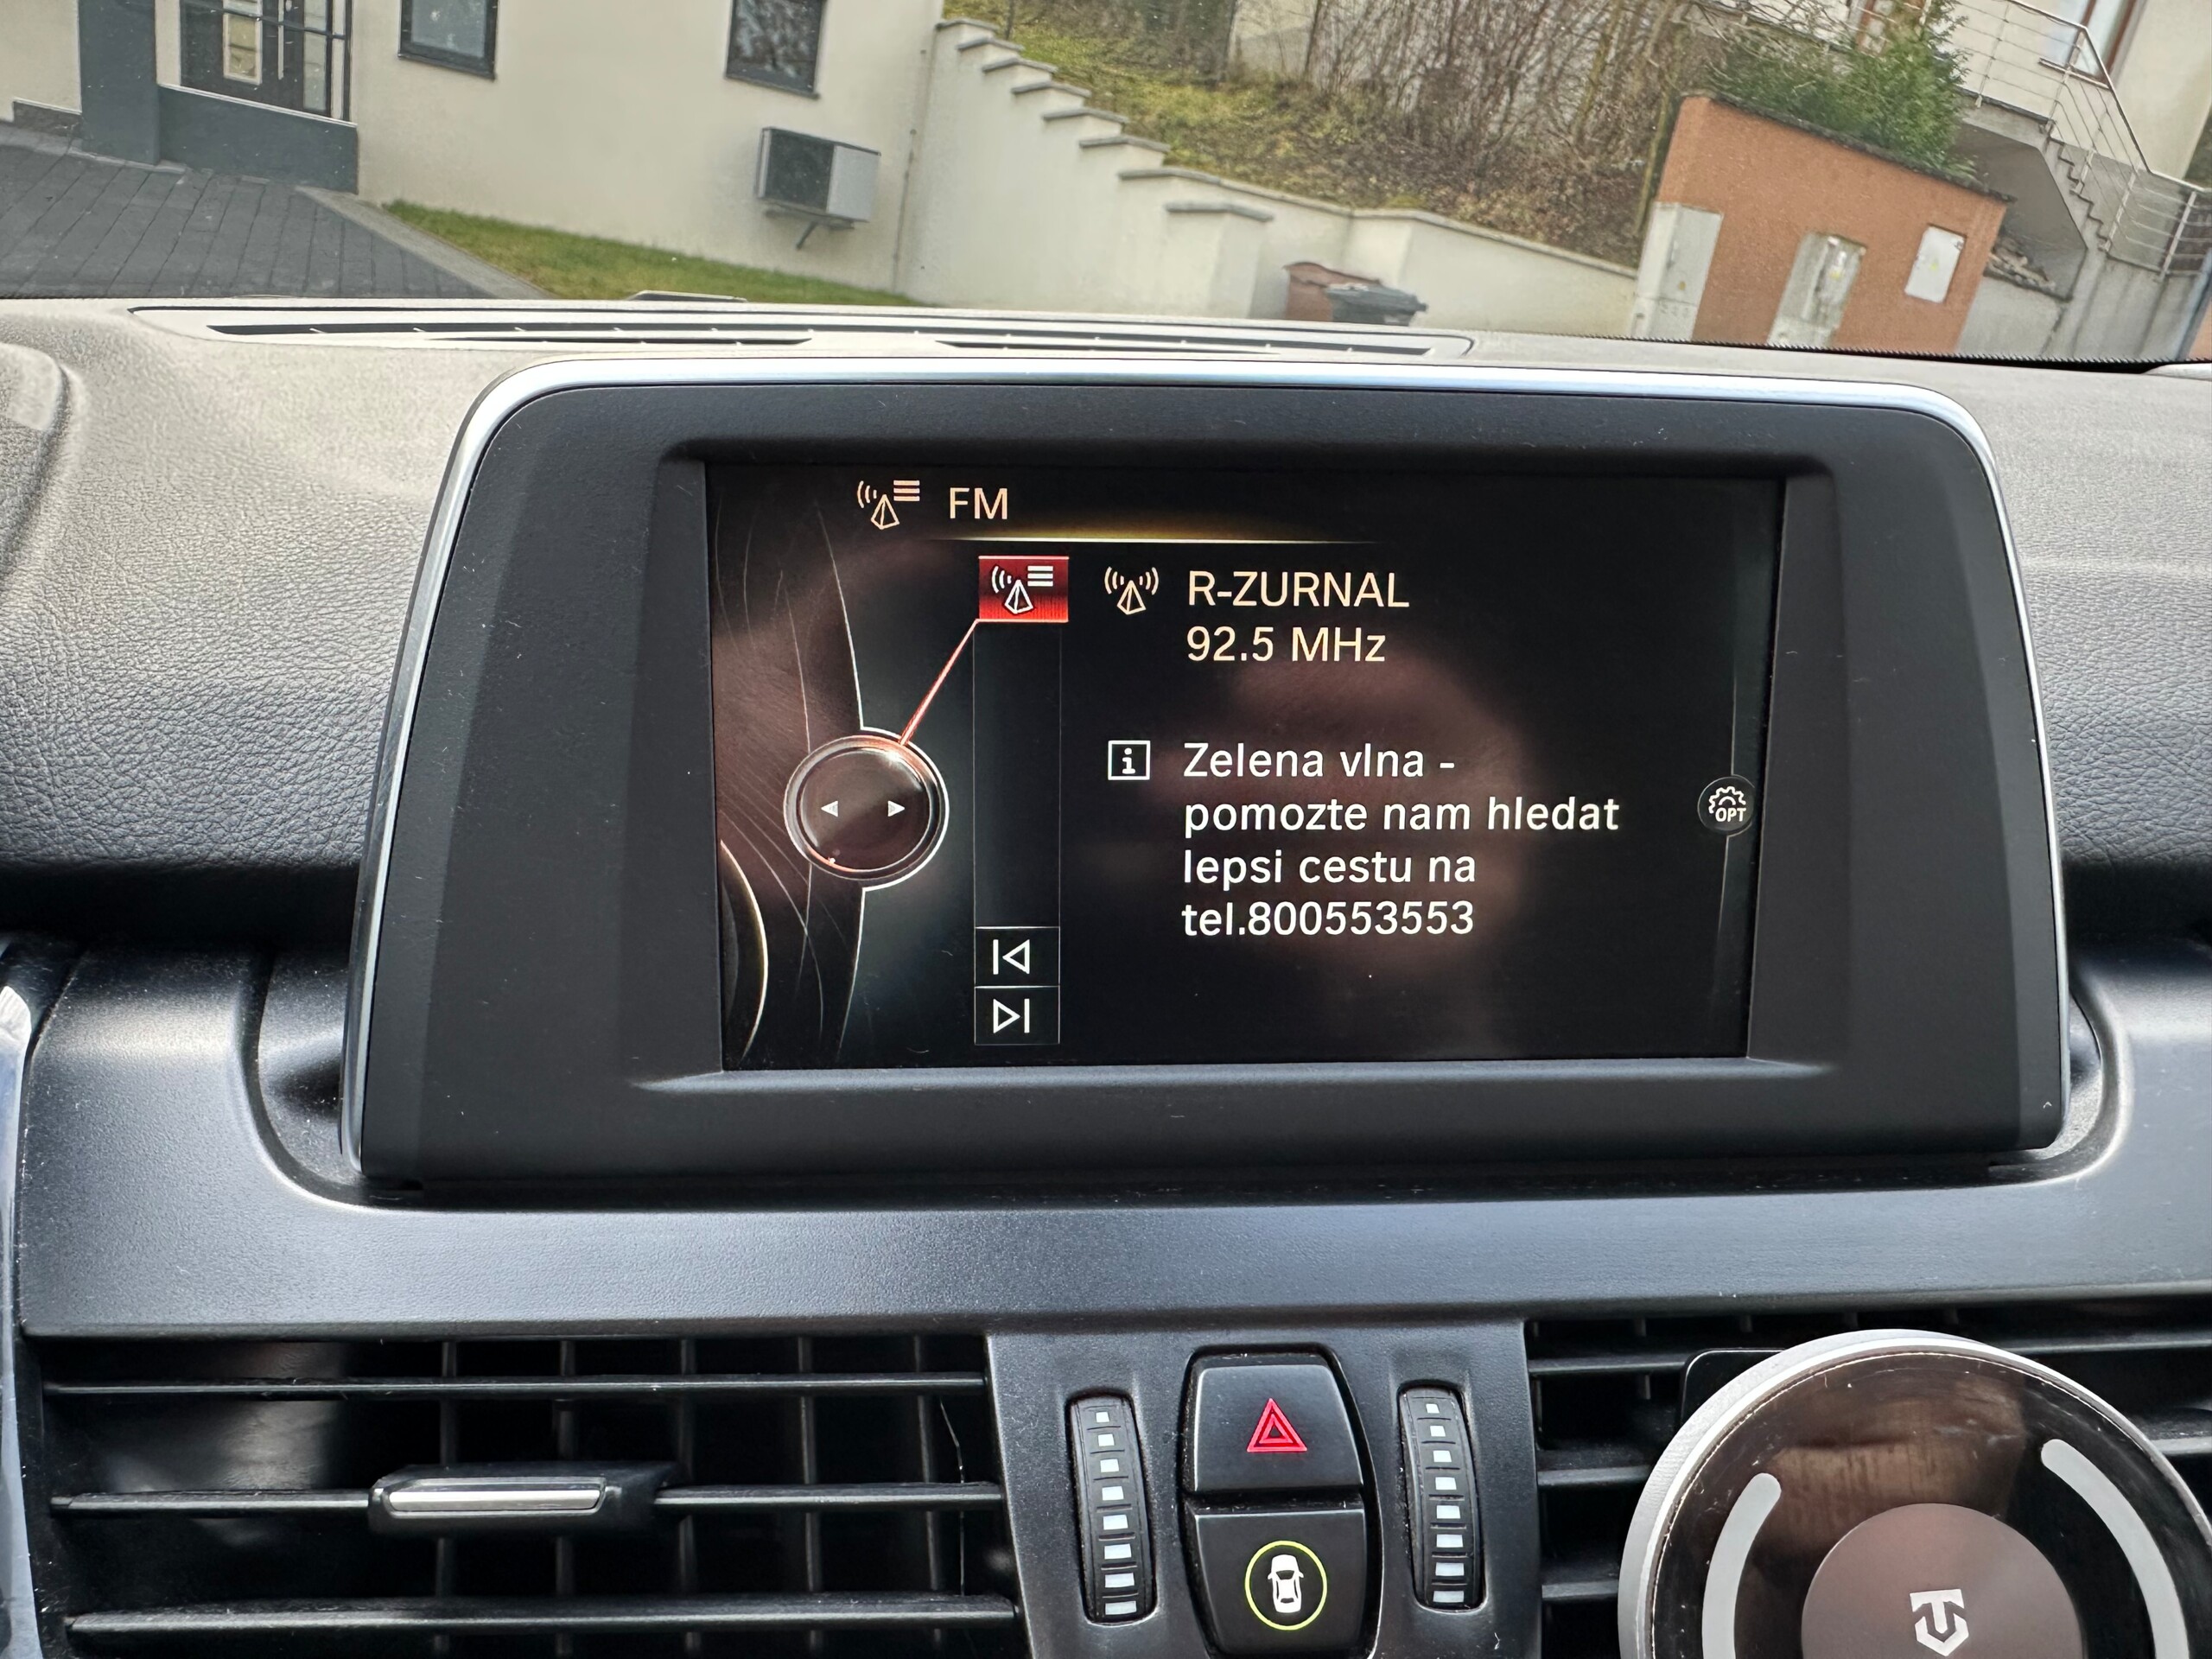 FM
R-ZURNAL
92.5 MHz
Zelena vlna -
pomozte nam hledat
lepsi cestu na
tel.800553553
OPT